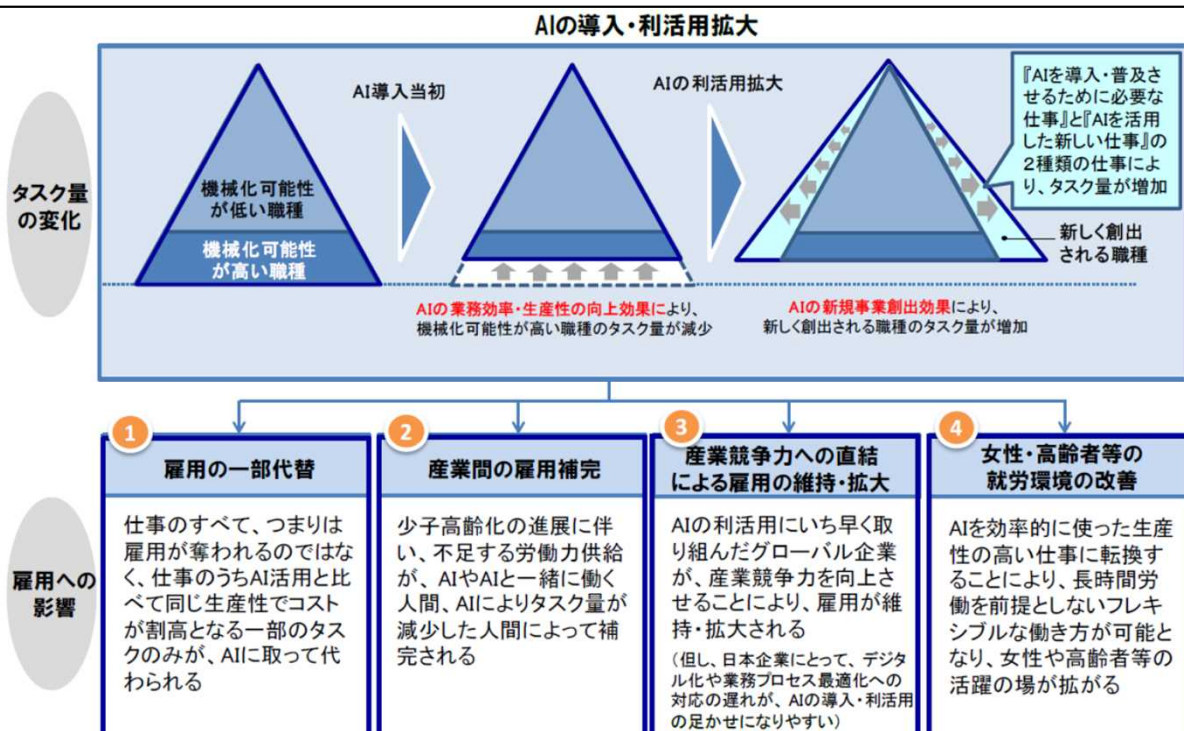 AIの導入・利活用拡大
タスク量
の変化
機械化可能性
が低い職種
機械化可能性
が高い職種
AI導入当初
AIの業務効率・生産性の向上効果により、
機械化可能性が高い職種のタスク量が減少
AIの利活用拡大
AIの新規事業創出効果により、
新しく創出される職種のタスク量が増加
『AIを導入・普及さ
せるために必要な
仕事』と『AIを活用
した新しい仕事』の
２種類の仕事によ
り、タスク量が増加
新しく創出
される職種
雇用への
影響
1
雇用の一部代替
仕事のすべて、つまりは
雇用が奪われるのではな
く、仕事のうちAI活用と比
べて同じ生産性でコスト
が割高となる一部のタス
クのみが、AIに取って代
わられる
2
産業間の雇用補完
少子高齢化の進展に伴
い、不足する労働力供給
が、AIやAIと一緒に働く
人間、AIによりタスク量が
減少した人間によって補
完される
3
産業競争力への直結
による雇用の維持・拡大
AIの利活用にいち早く取
り組んだグローバル企業
が、産業競争力を向上さ
せることにより、雇用が維
持・拡大される
（但し、日本企業にとって、デジタ
ル化や業務プロセス最適化への
対応の遅れが、AIの導入・利活用
の足かせになりやすい）
4
女性・高齢者等の
就労環境の改善
AIを効率的に使った生産
性の高い仕事に転換す
ることにより、長時間労
働を前提としないフレキ
シブルな働き方が可能と
なり、女性や高齢者等の
活躍の場が拡がる